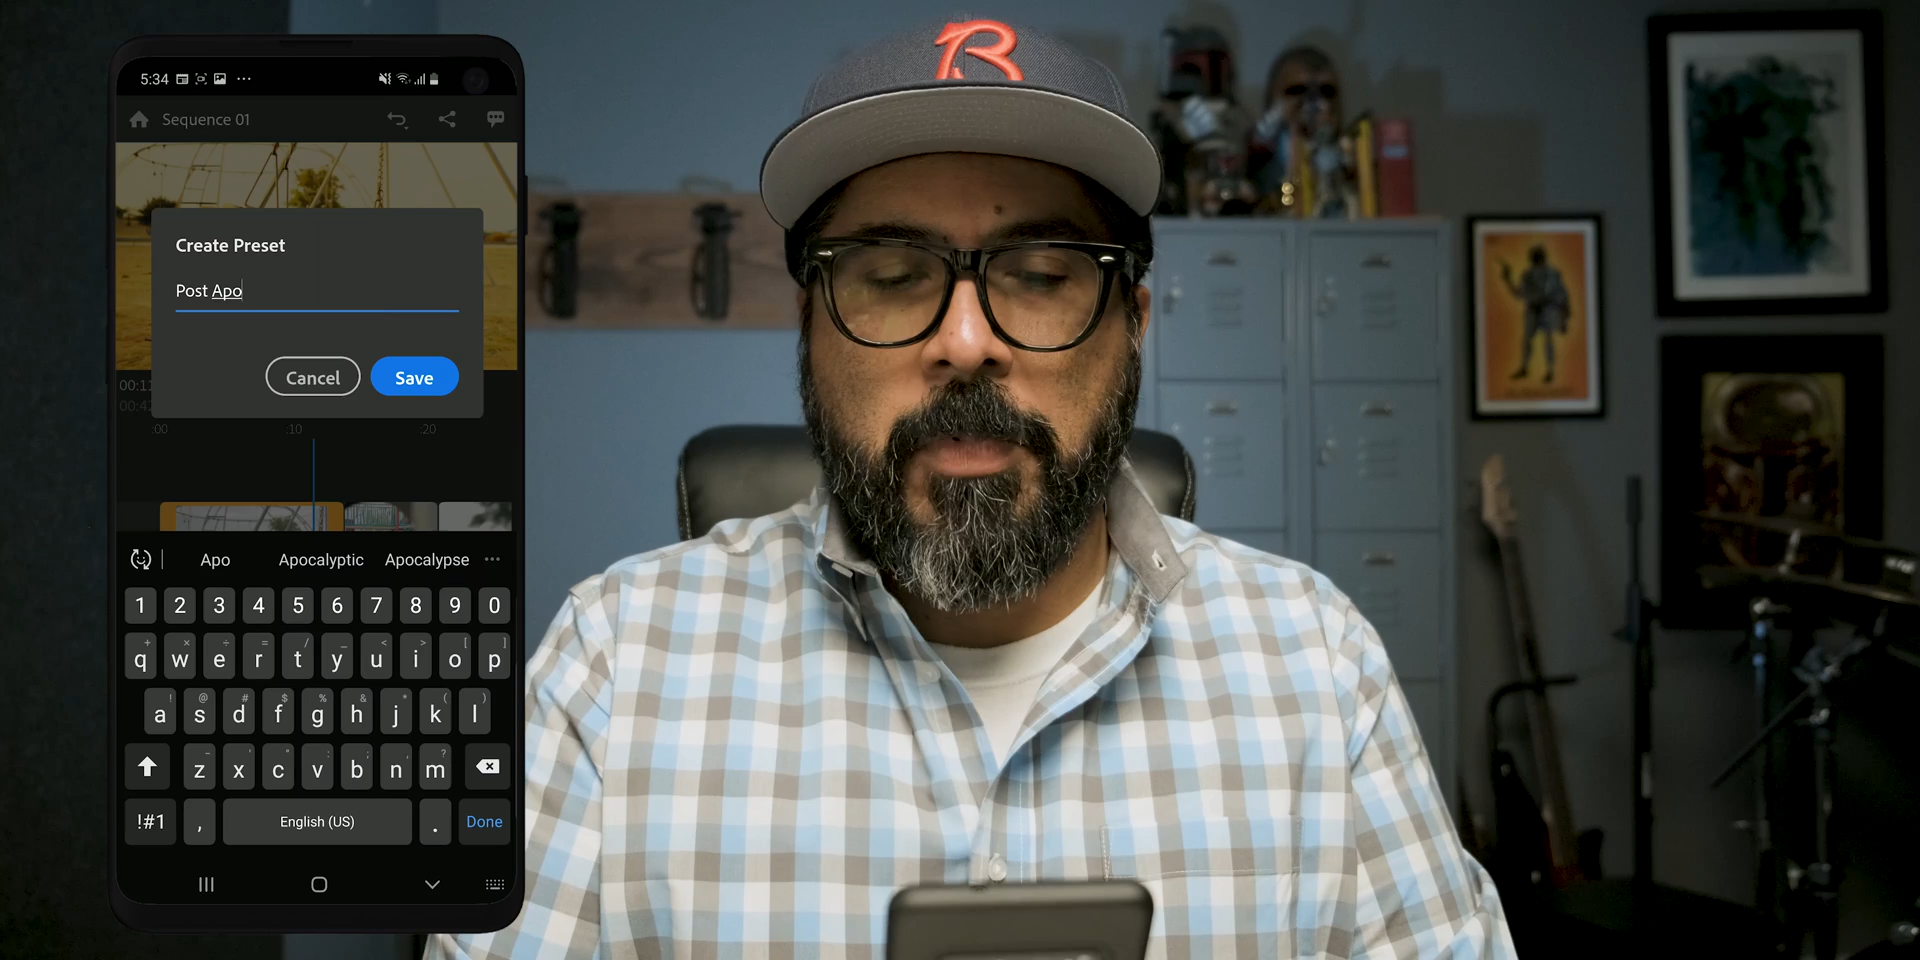 5:34
Sequence 01
Create Preset
Post Apo
Cancel Save
00:1
00:4
:00 :10 :20
Apo Apocalyptic Apocalypse
1 2 3 4 5 6 7 8 9 0
+ × ÷ = / _ < > [ ]
q w e r t y u i o p
! @ # $ % & * ( )
a s d f g h j k l
- ' " : ; , ?
z x c v b n m
!#1 , English (US) . Done
B